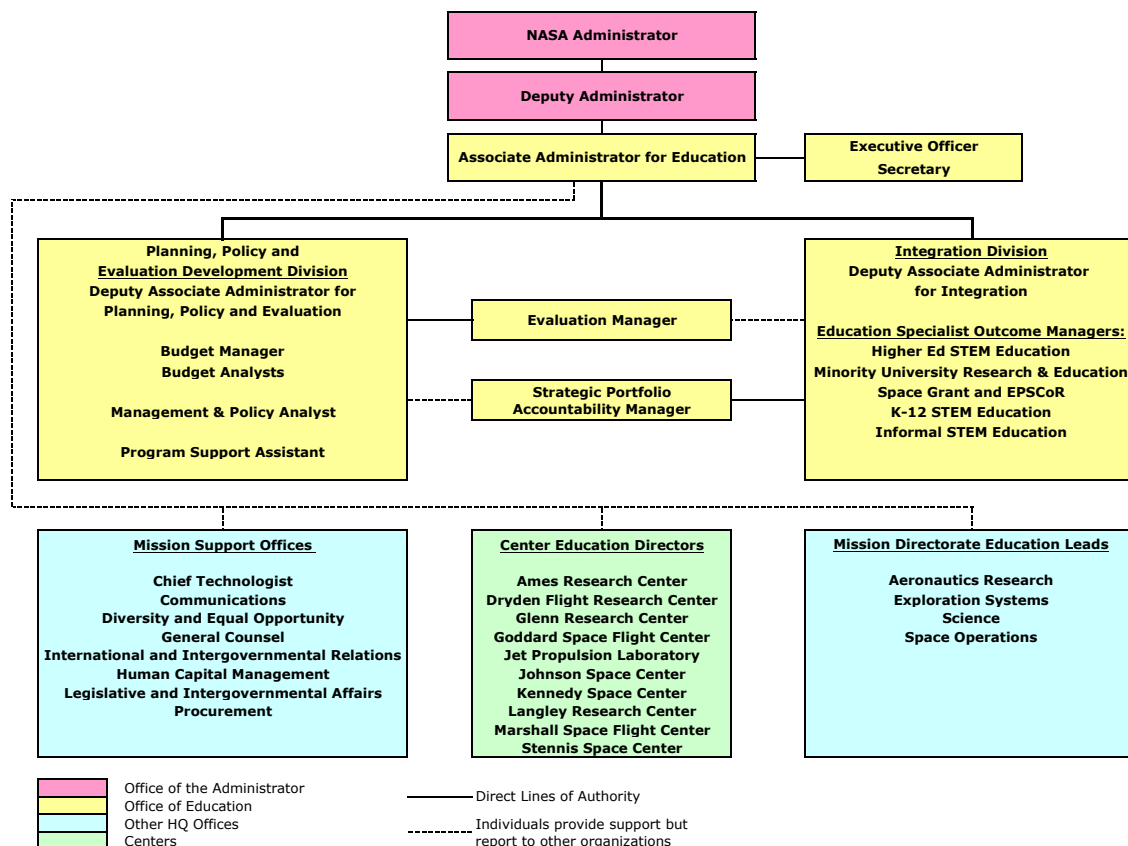 NASA Administrator
Deputy Administrator
Associate Administrator for Education
Executive Officer
Secretary
Planning, Policy and
Evaluation Development Division
Deputy Associate Administrator for
Planning, Policy and Evaluation
Budget Manager
Budget Analysts
Management & Policy Analyst
Program Support Assistant
Evaluation Manager
Strategic Portfolio
Accountability Manager
Integration Division
Deputy Associate Administrator
for Integration
Education Specialist Outcome Managers:
Higher Ed STEM Education
Minority University Research & Education
Space Grant and EPSCoR
K-12 STEM Education
Informal STEM Education
Mission Support Offices
Chief Technologist
Communications
Diversity and Equal Opportunity
General Counsel
International and Intergovernmental Relations
Human Capital Management
Legislative and Intergovernmental Affairs
Procurement
Center Education Directors
Ames Research Center
Dryden Flight Research Center
Glenn Research Center
Goddard Space Flight Center
Jet Propulsion Laboratory
Johnson Space Center
Kennedy Space Center
Langley Research Center
Marshall Space Flight Center
Stennis Space Center
Mission Directorate Education Leads
Aeronautics Research
Exploration Systems
Science
Space Operations
Office of the Administrator
Office of Education
Other HQ Offices
Centers
Direct Lines of Authority
Individuals provide support but
report to other organizations